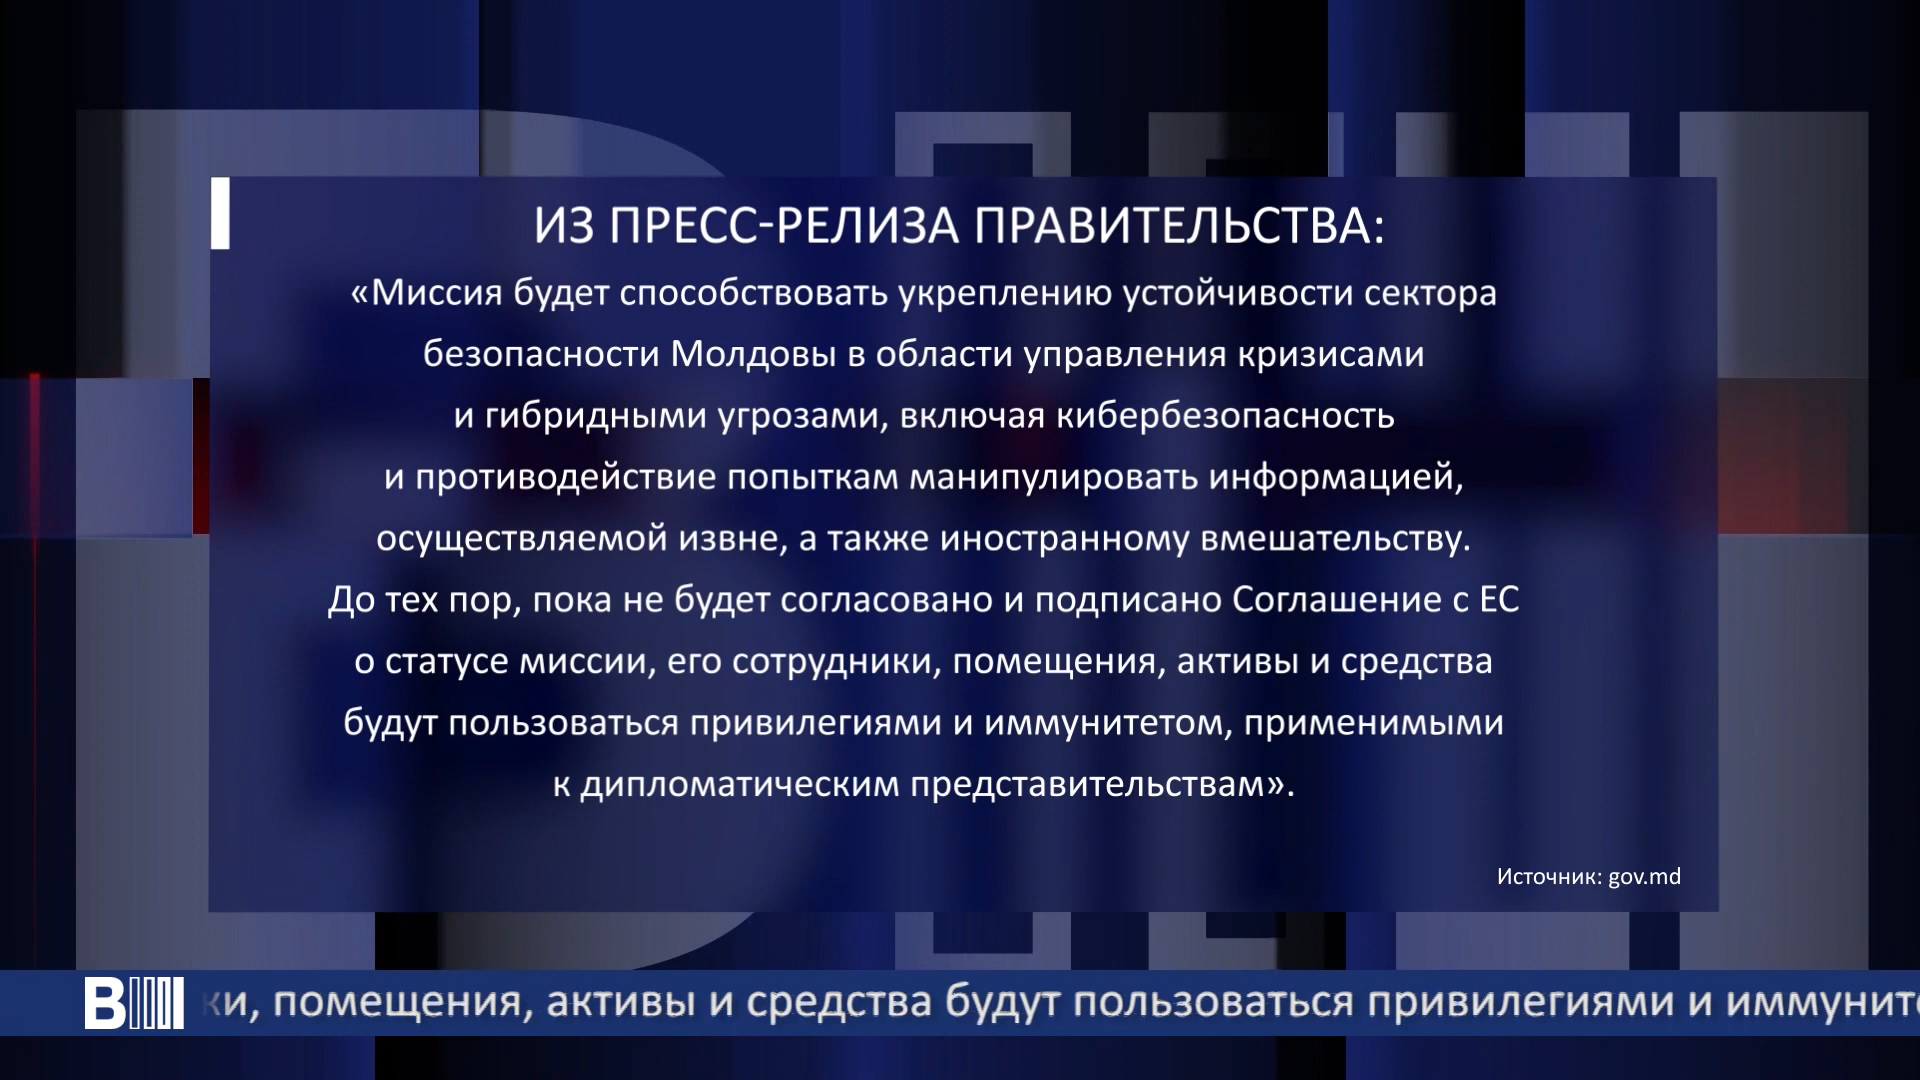 ИЗ ПРЕСС-РЕЛИЗА ПРАВИТЕЛЬСТВА:
«Миссия будет способствовать укреплению устойчивости сектора
безопасности Молдовы в области управления кризисами
и гибридными угрозами, включая кибербезопасность
и противодействие попыткам манипулировать информацией,
осуществляемой извне, а также иностранному вмешательству.
До тех пор, пока не будет согласовано и подписано Соглашение с ЕС
о статусе миссии, его сотрудники, помещения, активы и средства
будут пользоваться привилегиями и иммунитетом, применимыми
к дипломатическим представительствам».
Источник: gov.md
В
ки, помещения, активы и средства будут пользоваться привилегиями и иммуните